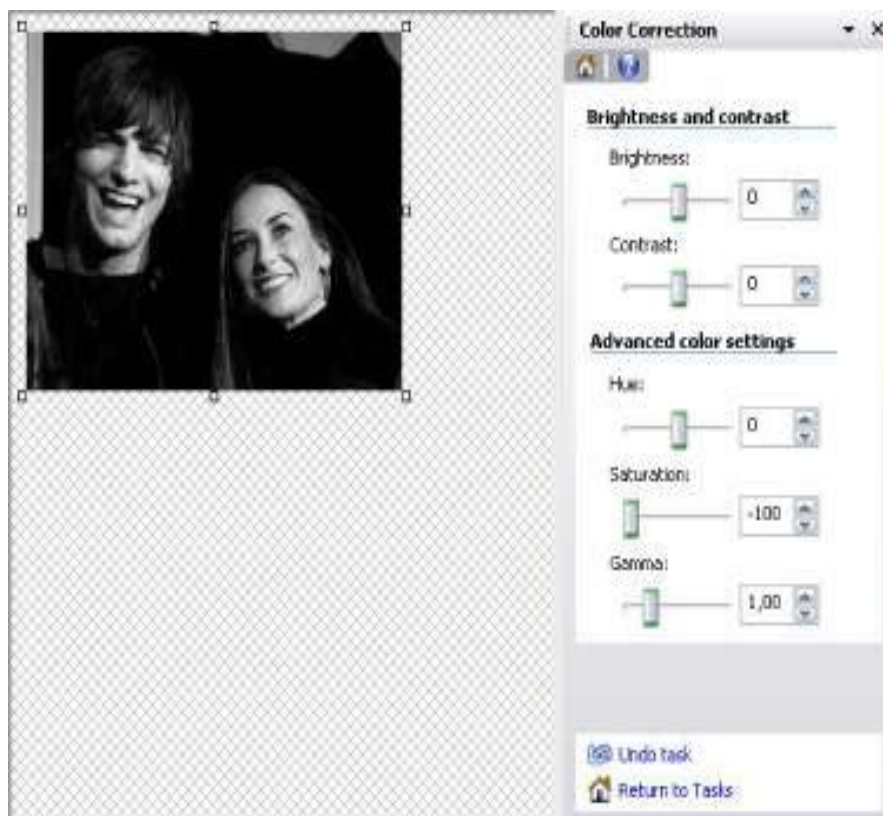 Color Correction
Brightness and contrast
Brightness:
0
Contrast:
0
Advanced color settings
Hue:
0
Saturation:
-100
Gamma:
1,00
Undo task
Return to Tasks